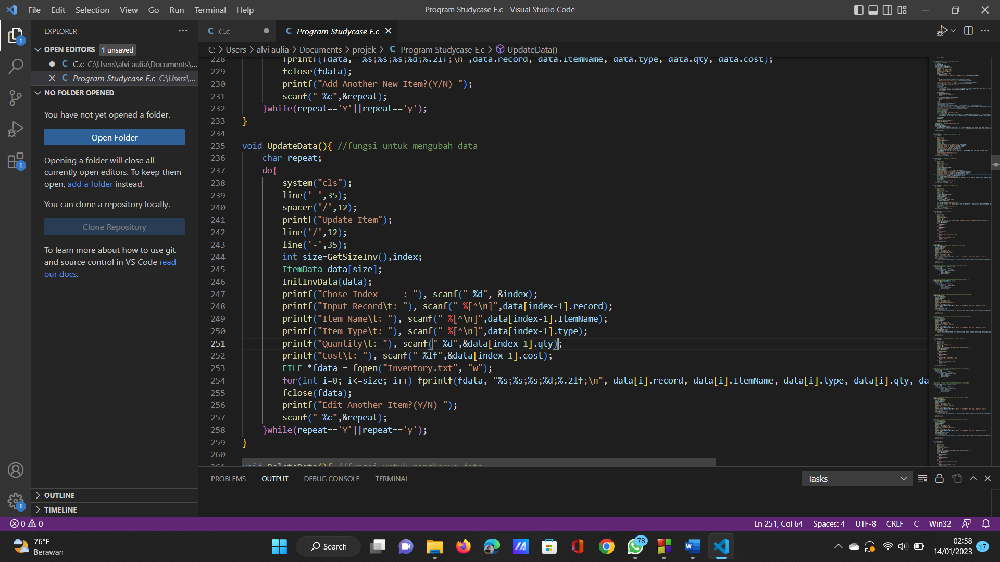 File Edit Selection View Go Run Terminal Help
Program Studycase E.c - Visual Studio Code
EXPLORER
OPEN EDITORS 1 unsaved
C C.c C:\Users\alvi aulia\Documents\...
C Program Studycase E.c C:\Users\...
NO FOLDER OPENED
You have not yet opened a folder.
Open Folder
Opening a folder will close all
currently open editors. To keep them
open, add a folder instead.
You can clone a repository locally.
Clone Repository
To learn more about how to use git
and source control in VS Code read
our docs.
OUTLINE
TIMELINE
1
1
1
C C.c
C Program Studycase E.c
C: > Users > alvi aulia > Documents > projek > C Program Studycase E.c > UpdateData()
228 fprintf(fdata, "%s;%s;%s;%d;%.2lf;\n",data.record, data.ItemName, data.type, data.qty, data.cost);
229 fclose(fdata);
230 printf("Add Another New Item?(Y/N) ");
231 scanf(" %c",&repeat);
232 }while(repeat=='Y'||repeat=='y');
233 }
234
235 void UpdateData(){ //fungsi untuk mengubah data
236 char repeat;
237 do{
238 system("cls");
239 line('-',35);
240 spacer('/',12);
241 printf("Update Item");
242 line('/',12);
243 line('-',35);
244 int size=GetSizeInv(),index;
245 ItemData data[size];
246 InitInvData(data);
247 printf("Chose Index     : "), scanf(" %d", &index);
248 printf("Input Record\t: "), scanf(" %[^\n]",data[index-1].record);
249 printf("Item Name\t: "), scanf(" %[^\n]",data[index-1].ItemName);
250 printf("Item Type\t: "), scanf(" %[^\n]",data[index-1].type);
251 printf("Quantity\t: "), scanf(" %d",&data[index-1].qty);
252 printf("Cost\t: "), scanf(" %lf",&data[index-1].cost);
253 FILE *fdata = fopen("Inventory.txt", "w");
254 for(int i=0; i<=size; i++) fprintf(fdata, "%s;%s;%s;%d;%.2lf;\n", data[i].record, data[i].ItemName, data[i].type, data[i].qty, da
255 fclose(fdata);
256 printf("Edit Another Item?(Y/N) ");
257 scanf(" %c",&repeat);
258 }while(repeat=='Y'||repeat=='y');
259 }
260
261 void DeleteData(){ //fungsi untuk menghapus data
PROBLEMS OUTPUT DEBUG CONSOLE TERMINAL
Tasks
0 0
Ln 251, Col 64 Spaces: 4 UTF-8 CRLF C Win32
76°F
Berawan
Search
78
W
02:58
14/01/2023
17